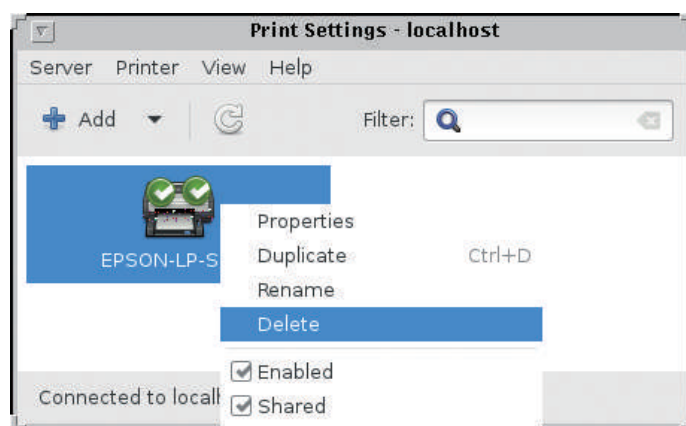 Print Settings - localhost
Server Printer View Help
Add Filter:
EPSON-LP-S
Properties
Duplicate Ctrl+D
Rename
Delete
Enabled
Connected to local
Shared